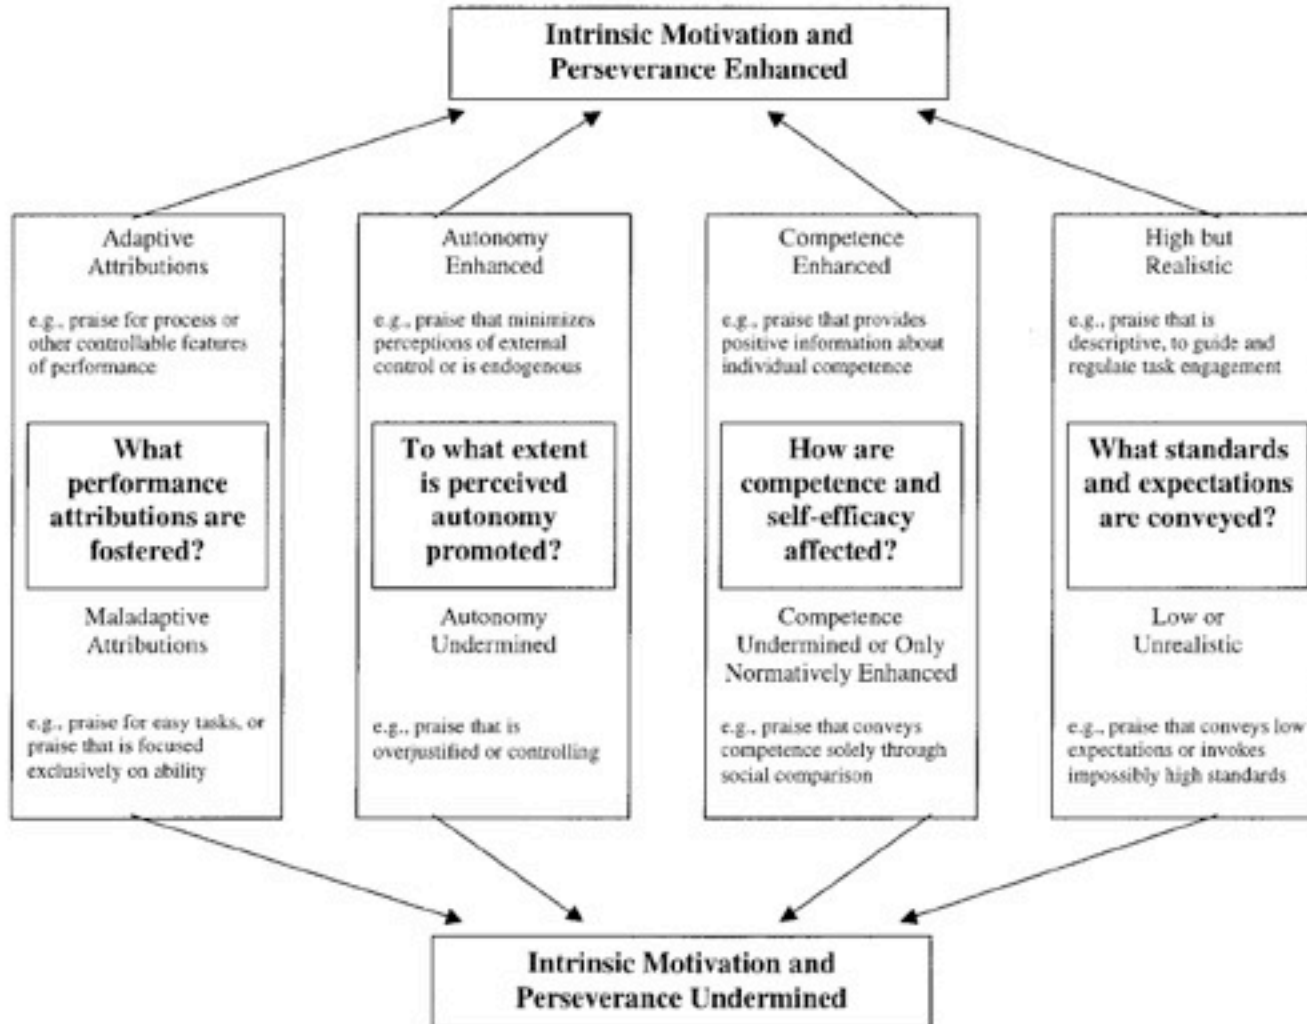 Intrinsic Motivation and
Perseverance Enhanced
Adaptive
Attributions
e.g., praise for process or
other controllable features
of performance
What
performance
attributions are
fostered?
Maladaptive
Attributions
e.g., praise for easy tasks, or
praise that is focused
exclusively on ability
Autonomy
Enhanced
e.g., praise that minimizes
perceptions of external
control or is endogenous
To what extent
is perceived
autonomy
promoted?
Autonomy
Undermined
e.g., praise that is
overjustified or controlling
Competence
Enhanced
e.g., praise that provides
positive information about
individual competence
How are
competence and
self-efficacy
affected?
Competence
Undermined or Only
Normatively Enhanced
e.g., praise that conveys
competence solely through
social comparison
High but
Realistic
e.g., praise that is
descriptive, to guide and
regulate task engagement
What standards
and expectations
are conveyed?
Low or
Unrealistic
e.g., praise that conveys low
expectations or invokes
impossibly high standards
Intrinsic Motivation and
Perseverance Undermined